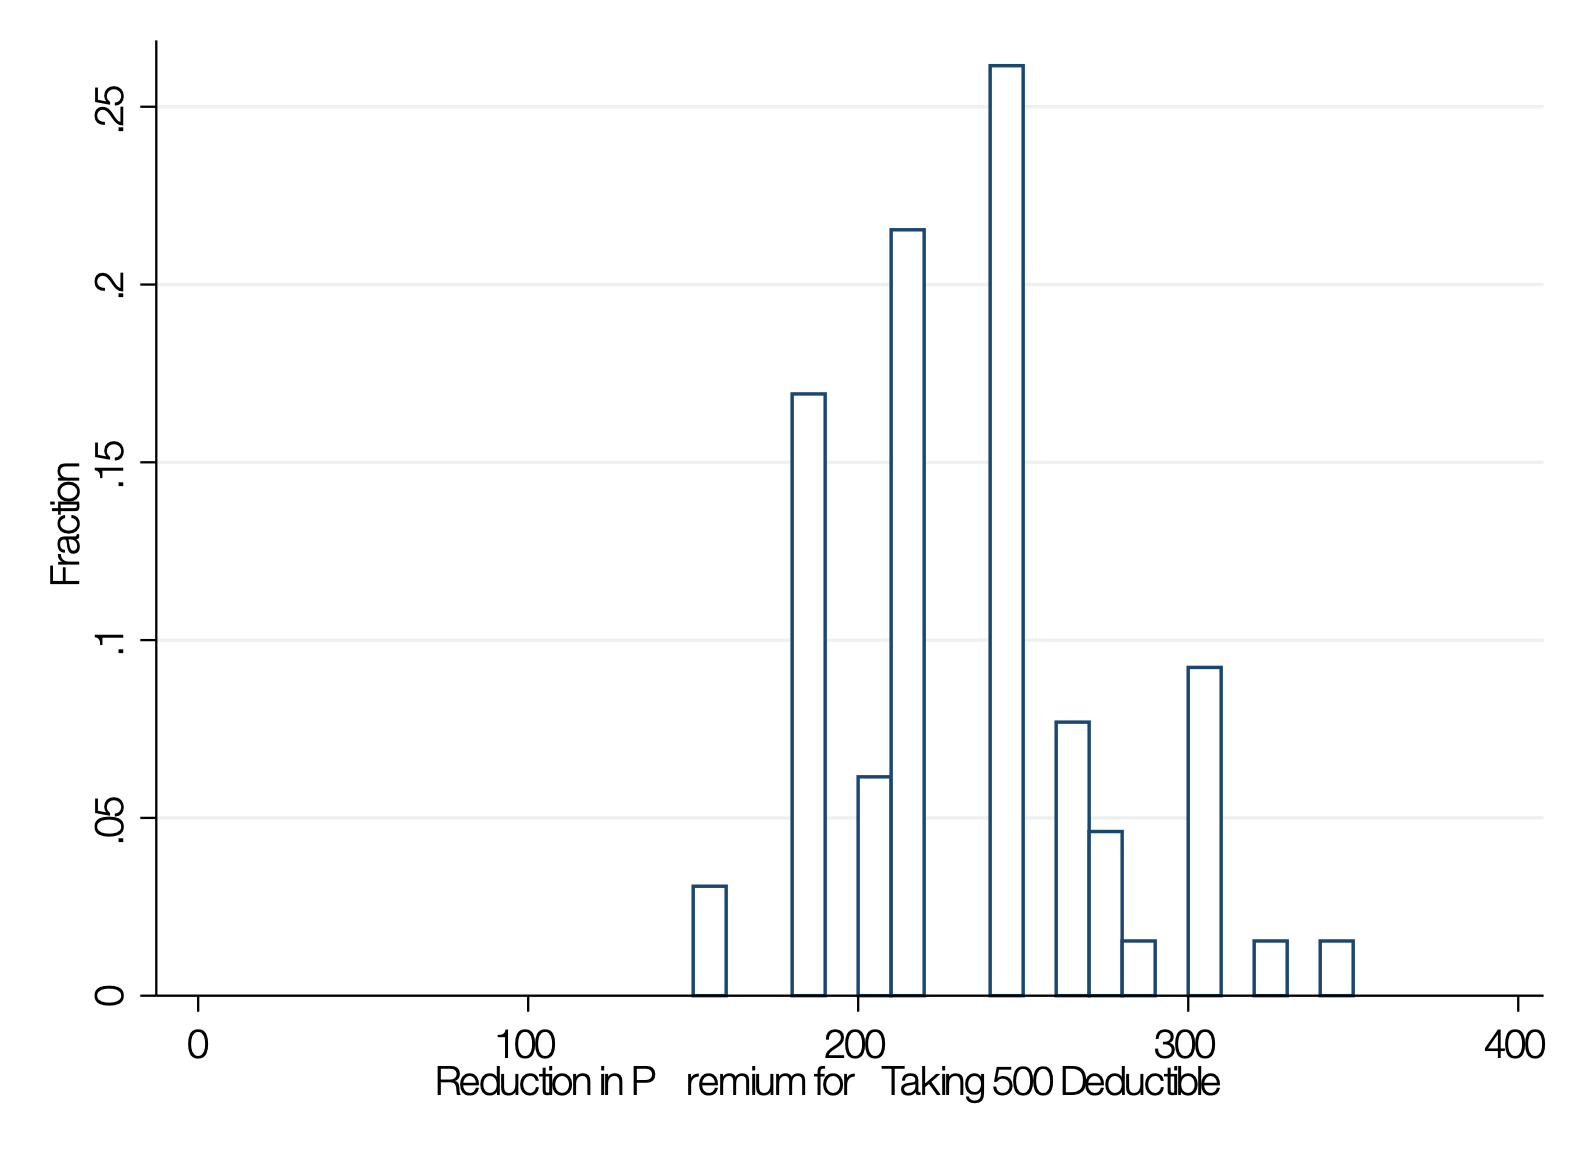 Fraction
.25
.2
.15
.1
.05
0
0 100 200 300 400
Reduction in P remium for Taking 500 Deductible